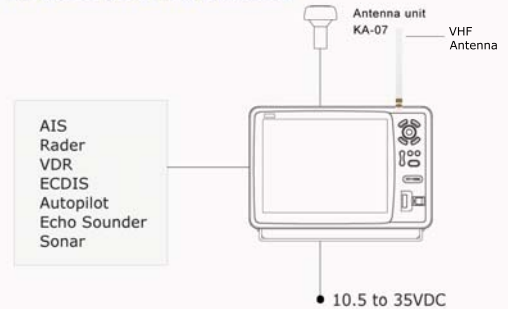 Antenna unit
KA-07
VHF
Antenna
AIS
Rader
VDR
ECDIS
Autopilot
Echo Sounder
Sonar
10.5 to 35VDC